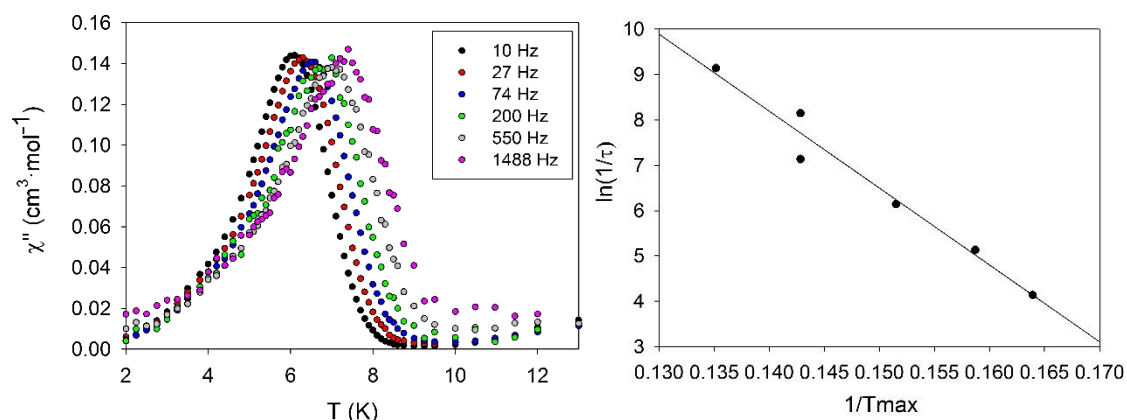 0.16
0.14
0.12
0.10
0.08
0.06
0.04
0.02
0.00
χ'' (cm³·mol⁻¹)
10 Hz
27 Hz
74 Hz
200 Hz
550 Hz
1488 Hz
2 4 6 8 10 12
T (K)
10
9
8
7
6
5
4
3
ln(1/τ)
0.130 0.135 0.140 0.145 0.150 0.155 0.160 0.165 0.170
1/Tmax